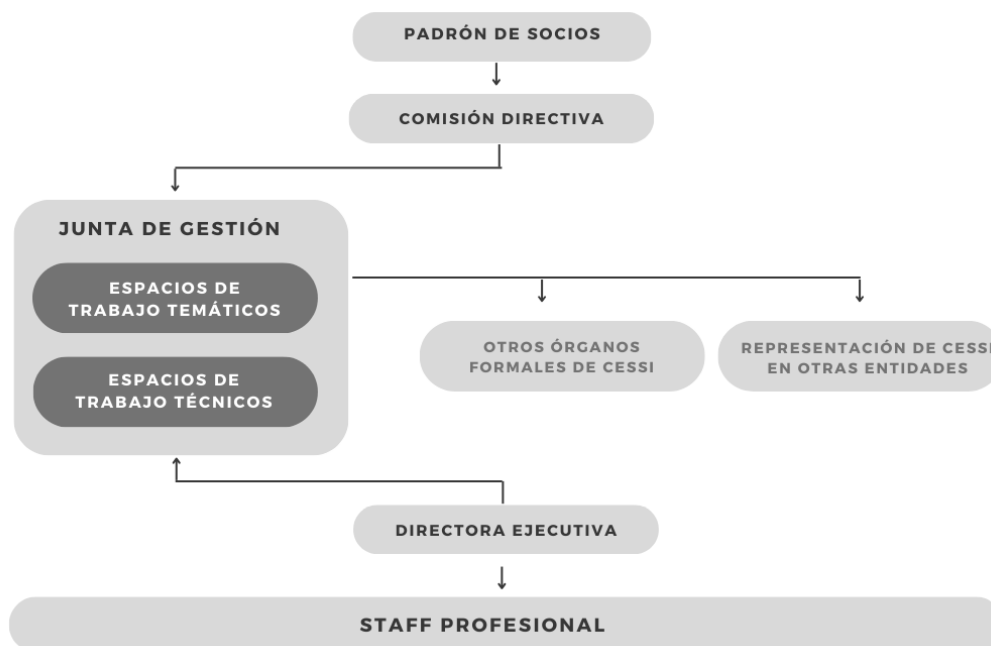 PADRÓN DE SOCIOS
COMISIÓN DIRECTIVA
JUNTA DE GESTIÓN
ESPACIOS DE
TRABAJO TEMÁTICOS
ESPACIOS DE
TRABAJO TÉCNICOS
OTROS ÓRGANOS
FORMALES DE CESSI
REPRESENTACIÓN DE CESSI
EN OTRAS ENTIDADES
DIRECTORA EJECUTIVA
STAFF PROFESIONAL